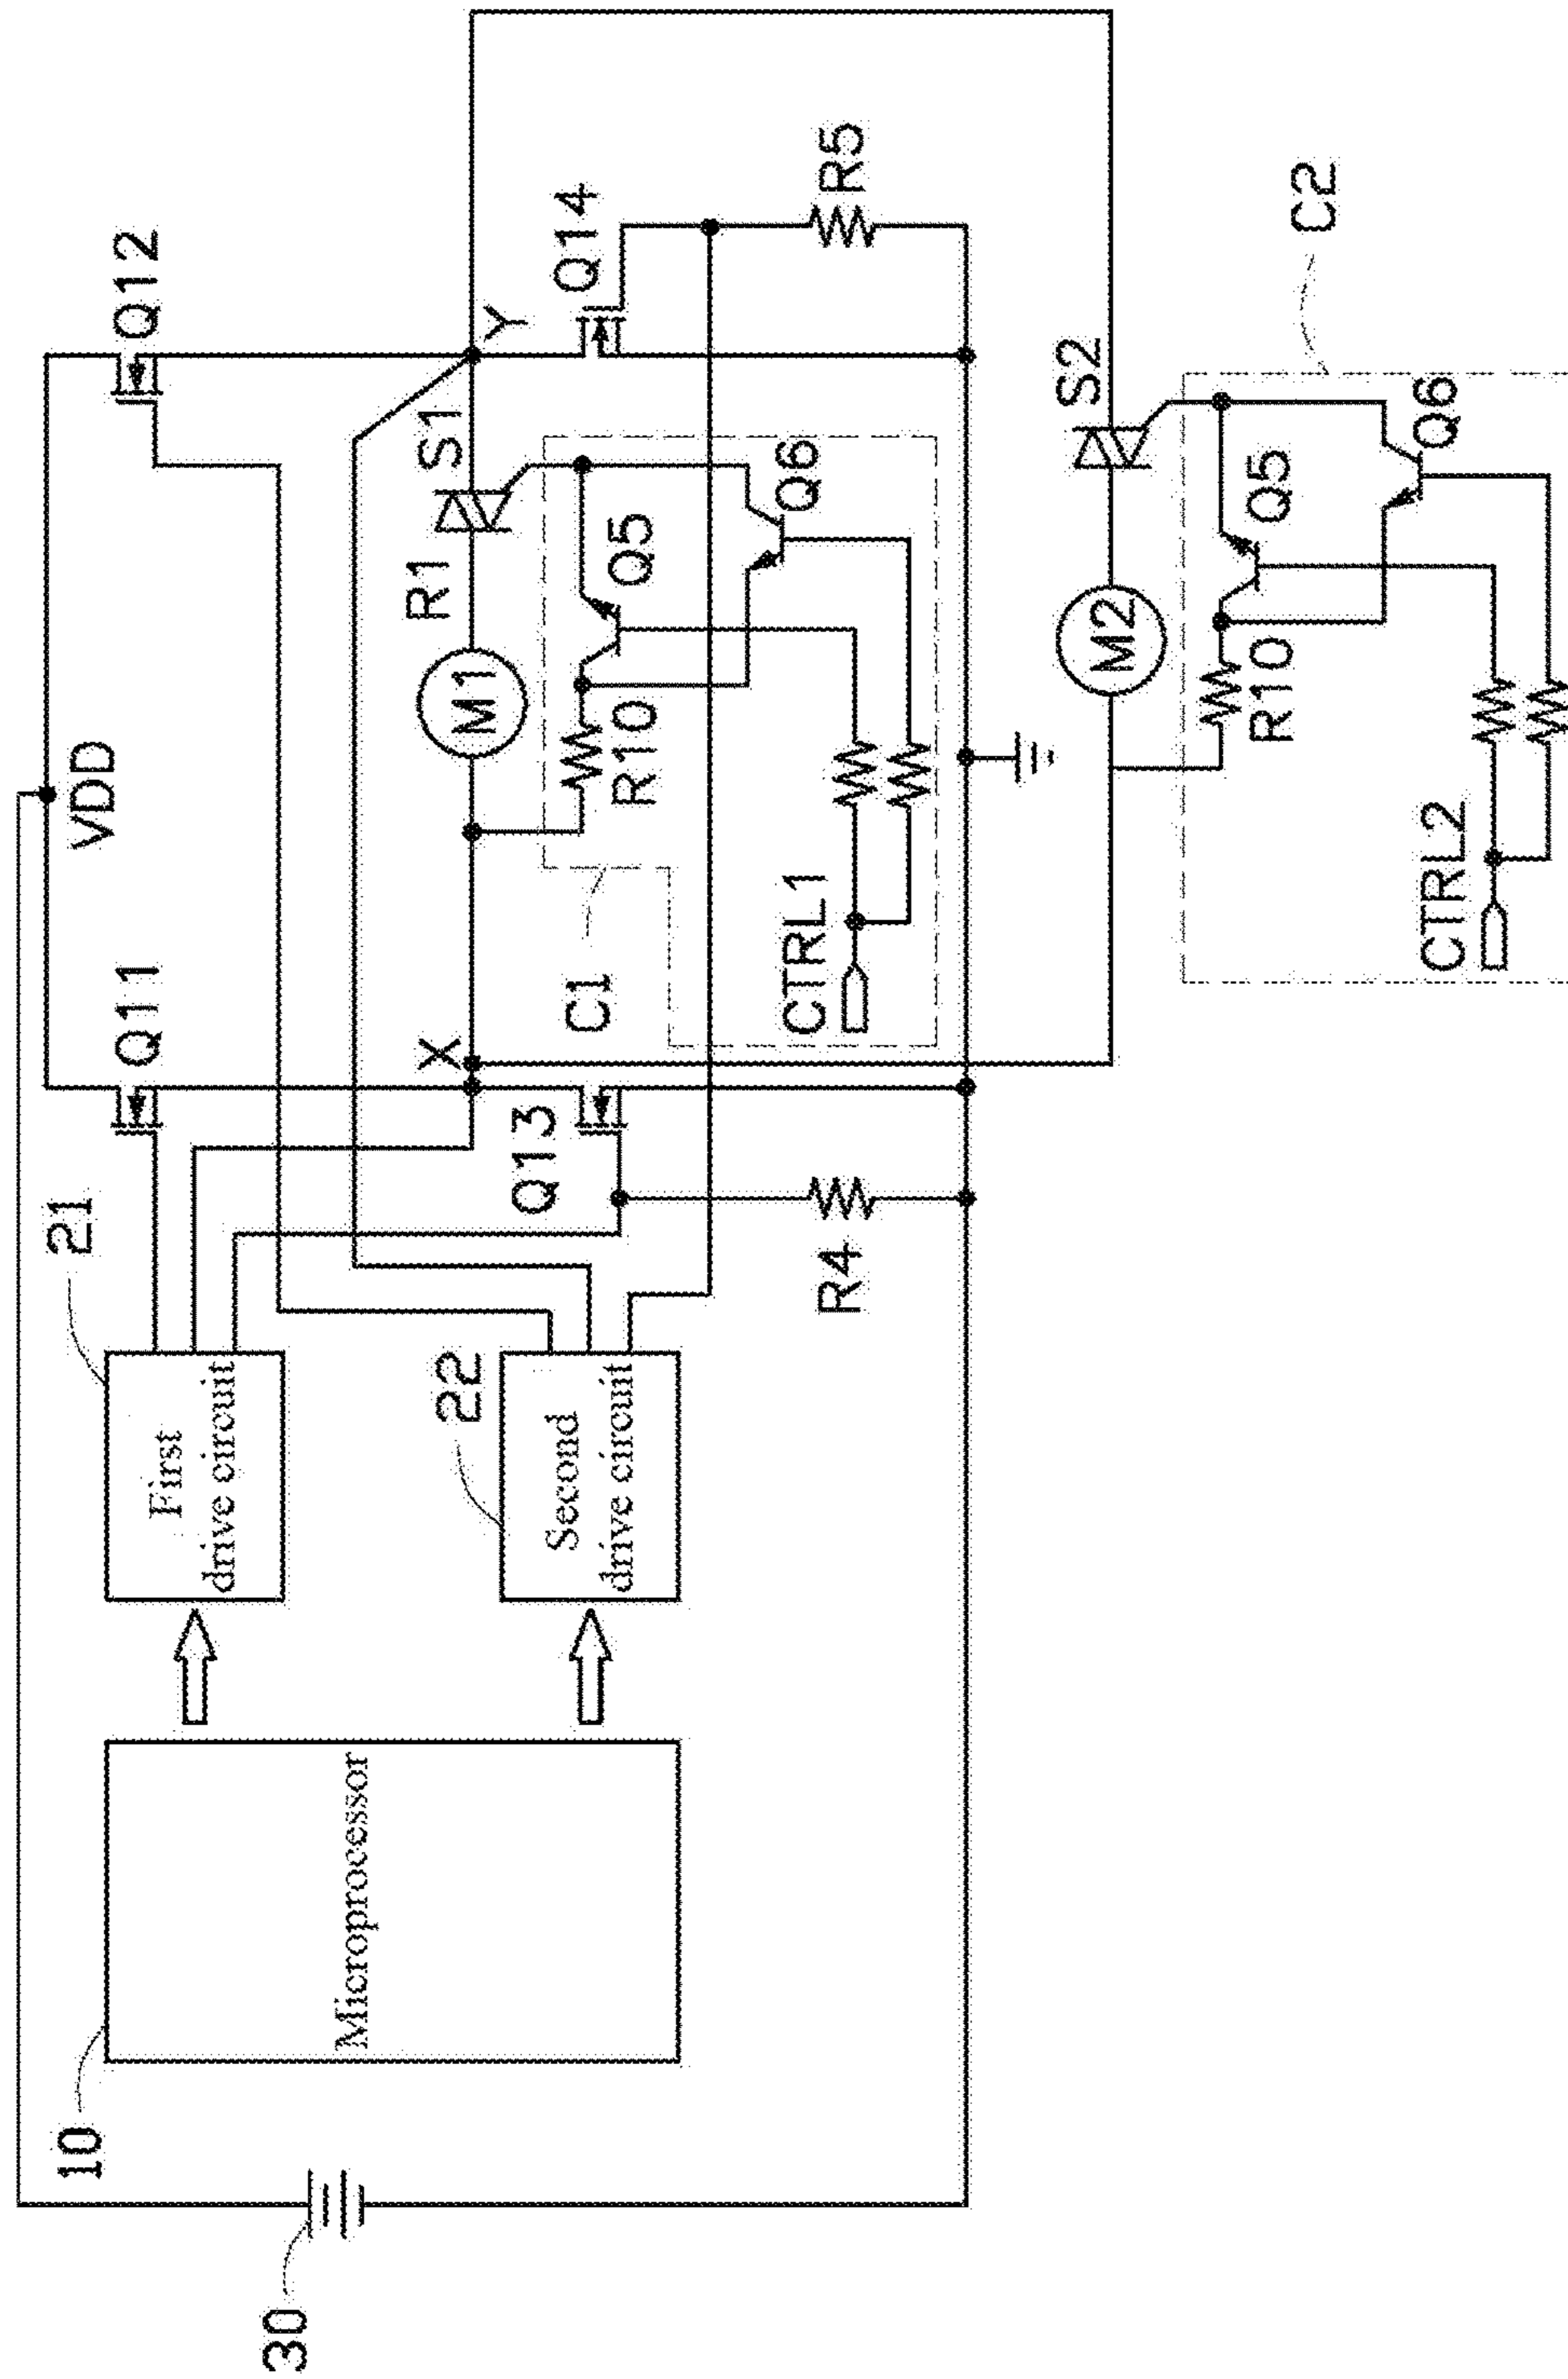 30
10
Microprocessor
21
First
drive circuit
22
Second
drive circuit
VDD
Q11
Q12
X
Y
Q13
Q14
R4
R5
M1
R1
S1
C1
R10
Q5
Q6
CTRL1
M2
S2
C2
R10
Q5
Q6
CTRL2